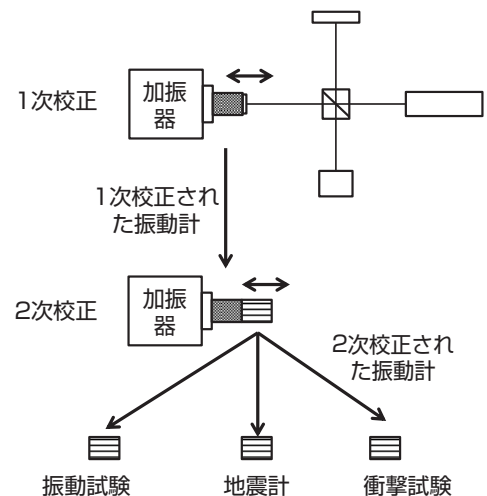 1次校正
加振
器
1次校正され
た振動計
2次校正
加振
器
2次校正され
た振動計
振動試験
地震計
衝撃試験